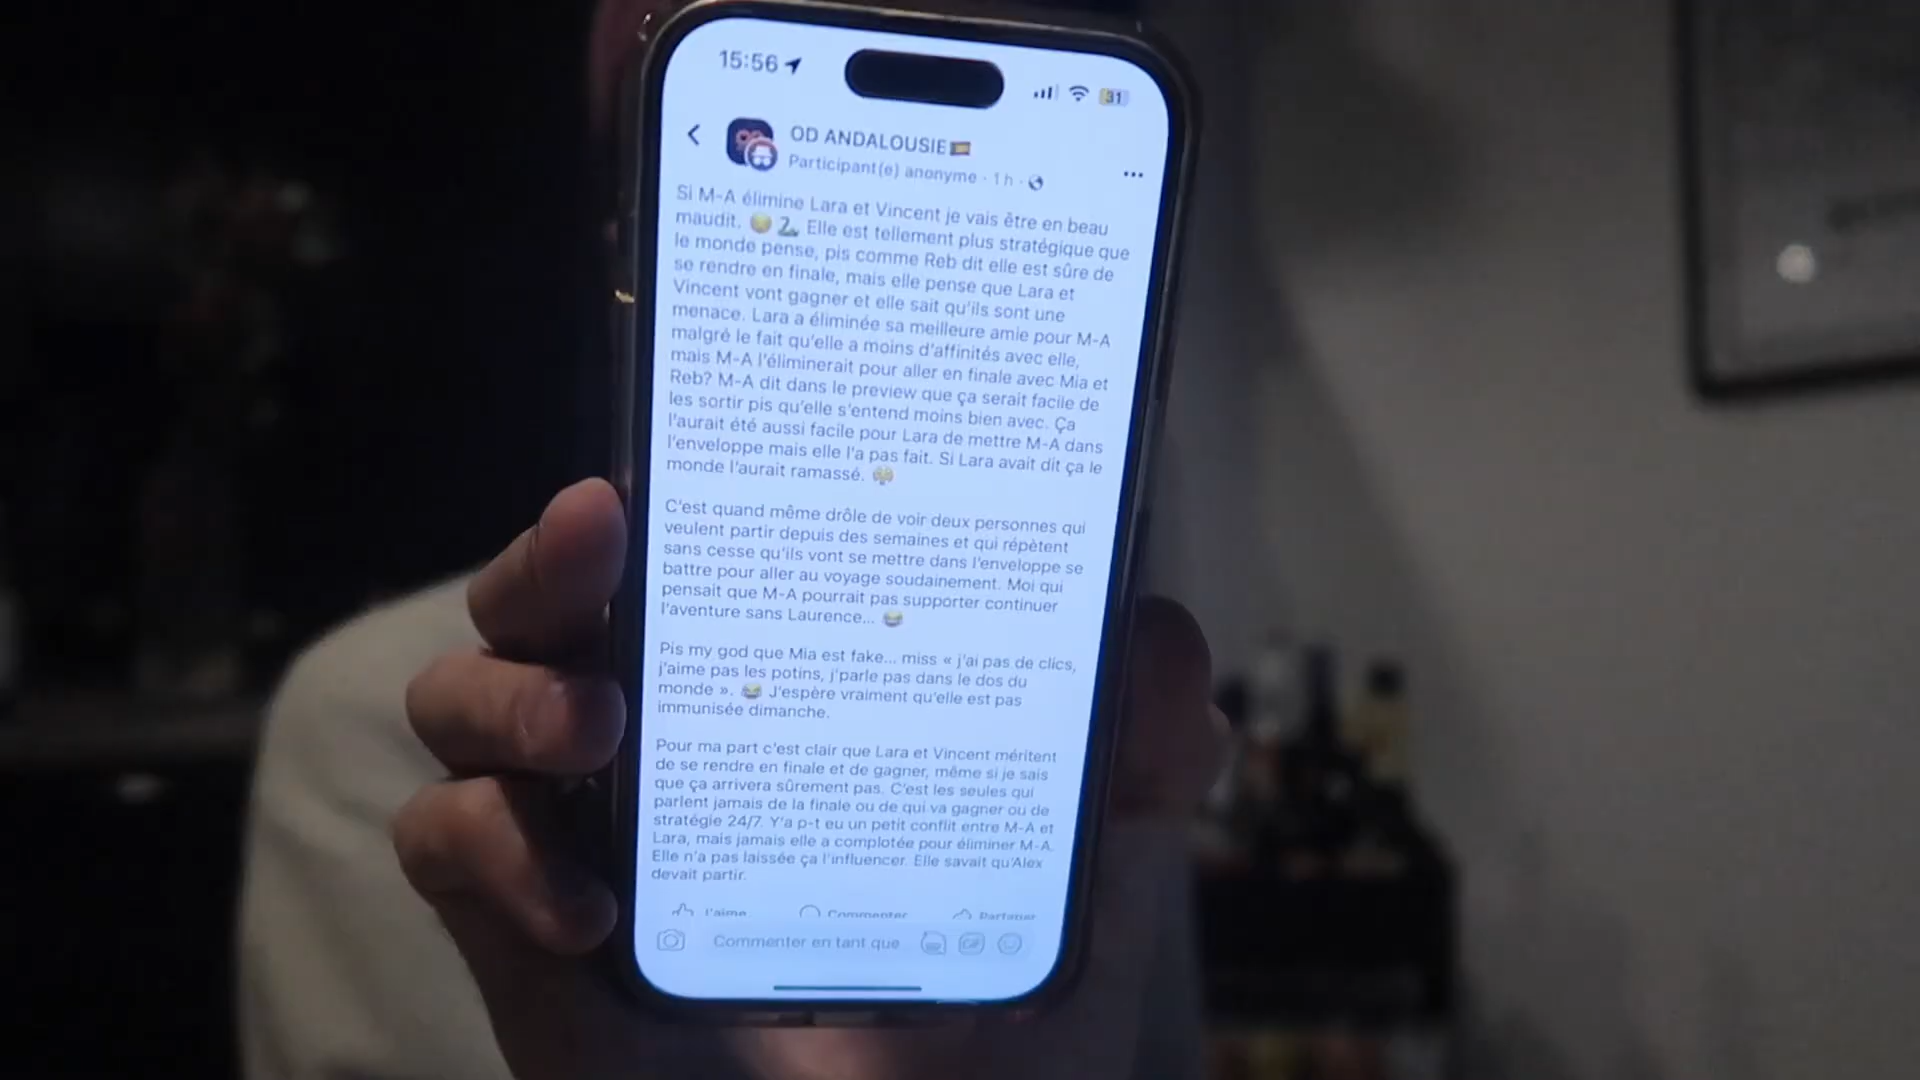 15:56
31
OD ANDALOUSIE🇪🇸
Participant(e) anonyme · 1 h ·
Si M-A élimine Lara et Vincent je vais être en beau
maudit. 🐍 Elle est tellement plus stratégique que
le monde pense, pis comme Reb dit elle est sûre de
se rendre en finale, mais elle pense que Lara et
Vincent vont gagner et elle sait qu'ils sont une
menace. Lara a éliminée sa meilleure amie pour M-A
malgré le fait qu'elle a moins d'affinités avec elle,
mais M-A l'éliminerait pour aller en finale avec Mia et
Reb? M-A dit dans le preview que ça serait facile de
les sortir pis qu'elle s'entend moins bien avec. Ça
l'aurait été aussi facile pour Lara de mettre M-A dans
l'enveloppe mais elle l'a pas fait. Si Lara avait dit ça le
monde l'aurait ramassé.
C'est quand même drôle de voir deux personnes qui
veulent partir depuis des semaines et qui répètent
sans cesse qu'ils vont se mettre dans l'enveloppe se
battre pour aller au voyage soudainement. Moi qui
pensait que M-A pourrait pas supporter continuer
l'aventure sans Laurence... 😂
Pis my god que Mia est fake... miss « j'ai pas de clics,
j'aime pas les potins, j'parle pas dans le dos du
monde ». 😂 J'espère vraiment qu'elle est pas
immunisée dimanche.
Pour ma part c'est clair que Lara et Vincent méritent
de se rendre en finale et de gagner, même si je sais
que ça arrivera sûrement pas. C'est les seules qui
parlent jamais de la finale ou de qui va gagner ou de
stratégie 24/7. Y'a p-t eu un petit conflit entre M-A et
Lara, mais jamais elle a complotée pour éliminer M-A.
Elle n'a pas laissée ça l'influencer. Elle savait qu'Alex
devait partir.
J'aime Commenter Partager
Commenter en tant que GIF